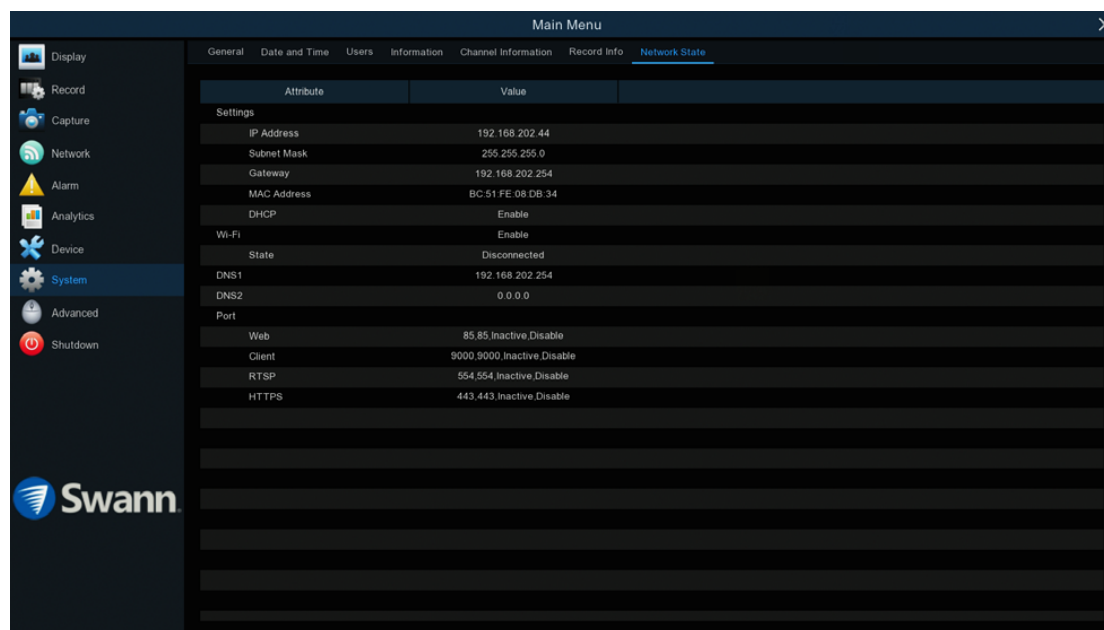 Main Menu
Display
Record
Capture
Network
Alarm
Analytics
Device
System
Advanced
Shutdown
Swann
General Date and Time Users Information Channel Information Record Info Network State
Attribute Value
Settings
IP Address 192.168.202.44
Subnet Mask 255.255.255.0
Gateway 192.168.202.254
MAC Address BC:51:FE:08:DB:34
DHCP Enable
Wi-Fi Enable
State Disconnected
DNS1 192.168.202.254
DNS2 0.0.0.0
Port
Web 85,85,Inactive,Disable
Client 9000,9000,Inactive,Disable
RTSP 554,554,Inactive,Disable
HTTPS 443,443,Inactive,Disable